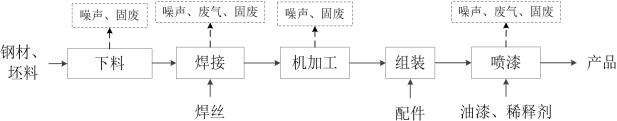 噪声、固废
噪声、废气、固废
噪声、固废
噪声、废气、固废
钢材、
坯料
下料
焊接
机加工
组装
喷漆
产品
焊丝
配件
油漆、稀释剂